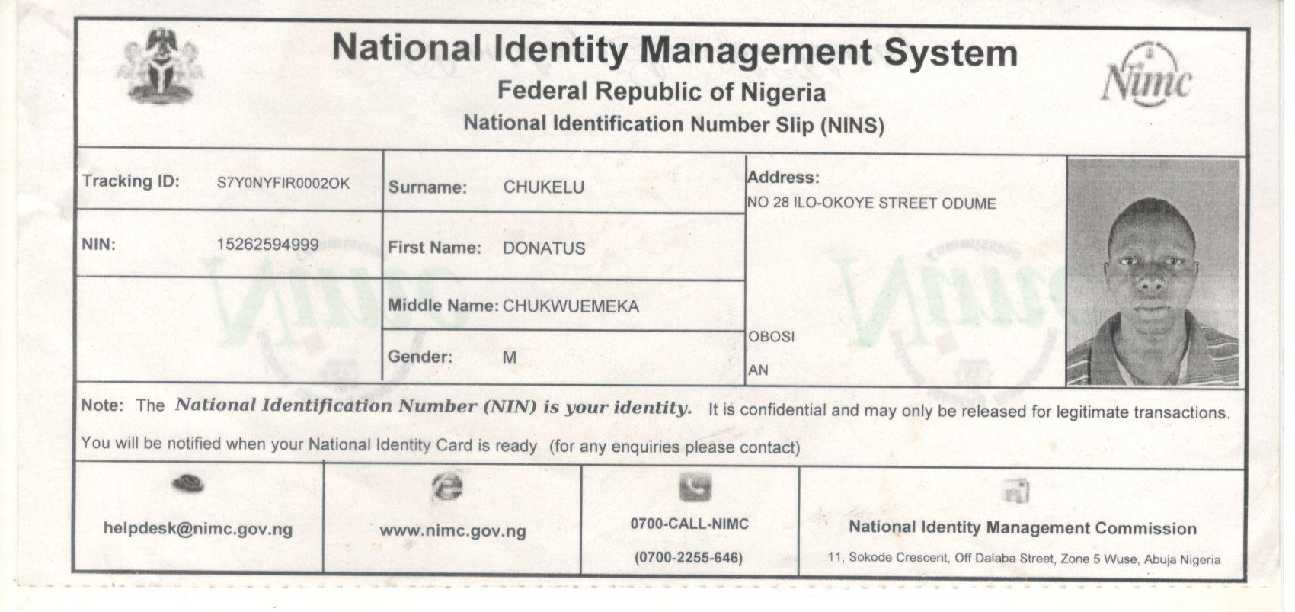 National Identity Management System
Federal Republic of Nigeria
National Identification Number Slip (NINS)
Nimc
Tracking ID: S7Y0NYFIR0002OK
Surname: CHUKELU
Address:
NO 28 ILO-OKOYE STREET ODUME
NIN: 15262594999
First Name: DONATUS
Middle Name: CHUKWUEMEKA
OBOSI
Gender: M
AN
Note: The National Identification Number (NIN) is your identity. It is confidential and may only be released for legitimate transactions.
You will be notified when your National Identity Card is ready (for any enquiries please contact)
helpdesk@nimc.gov.ng
www.nimc.gov.ng
0700-CALL-NIMC
(0700-2255-646)
National Identity Management Commission
11, Sokode Crescent, Off Dalaba Street, Zone 5 Wuse, Abuja Nigeria